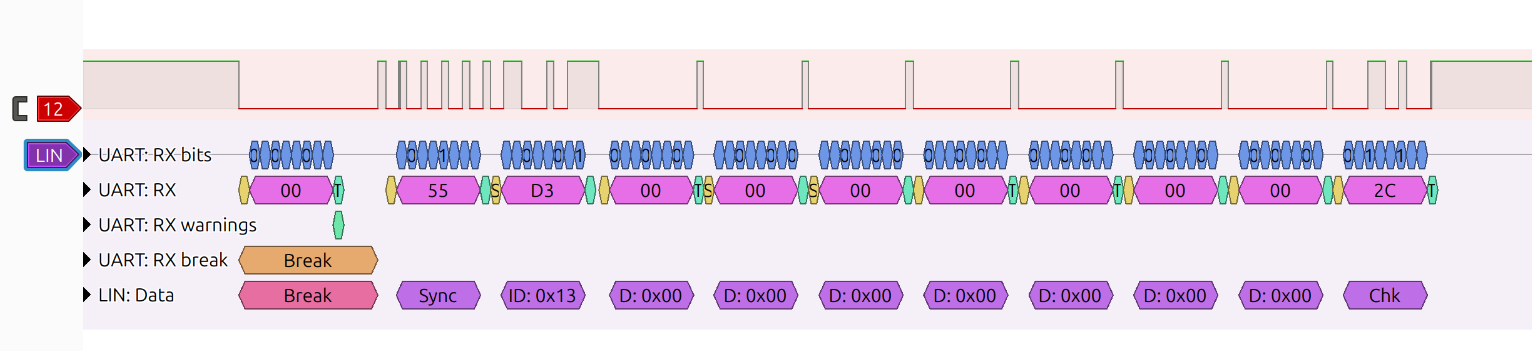 12
LIN
UART: RX bits
UART: RX 00 T 55 S D3 00 T S 00 S 00 00 T 00 T 00 00 2C T
UART: RX warnings
UART: RX break Break
LIN: Data Break Sync ID: 0x13 D: 0x00 D: 0x00 D: 0x00 D: 0x00 D: 0x00 D: 0x00 D: 0x00 Chk